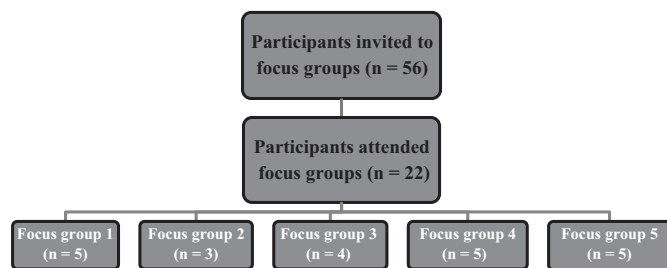 Participants invited to
focus groups (n = 56)
Participants attended
focus groups (n = 22)
Focus group 1
(n = 5)
Focus group 2
(n = 3)
Focus group 3
(n = 4)
Focus group 4
(n = 5)
Focus group 5
(n = 5)